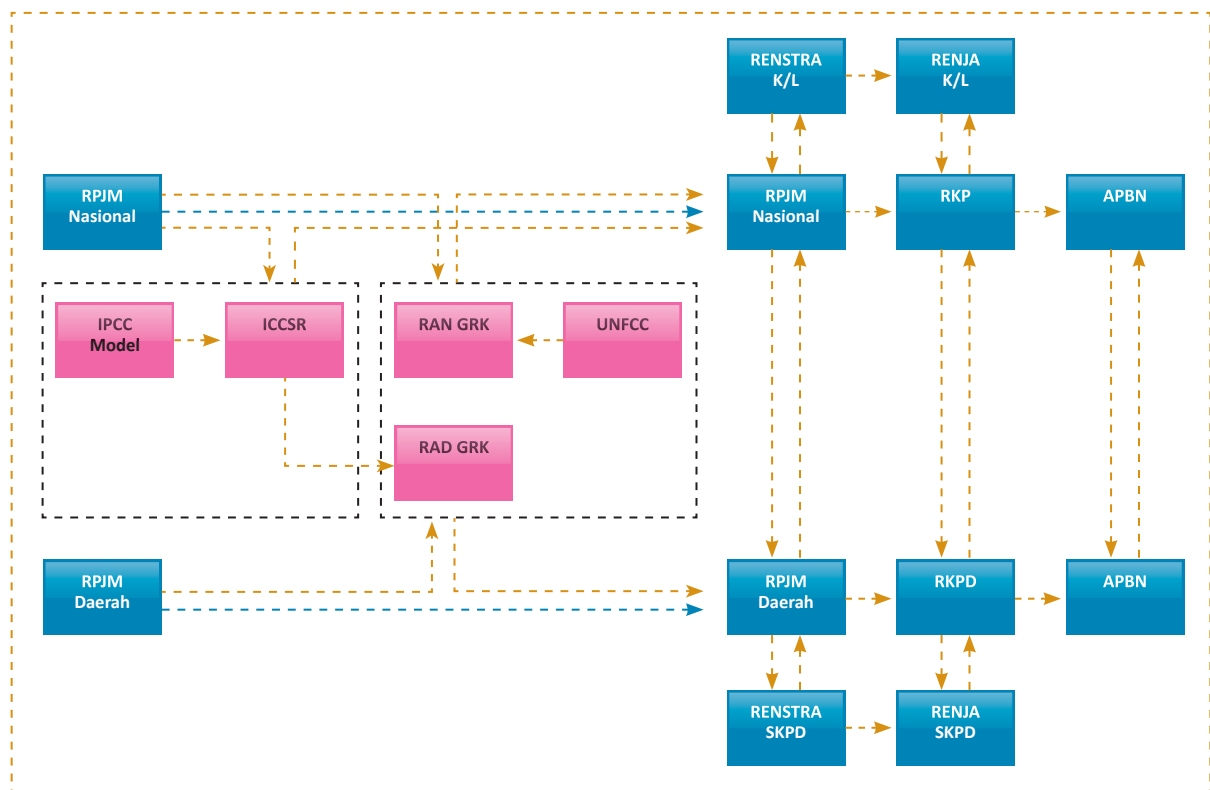 RENSTRA
K/L
RENJA
K/L
RPJM
Nasional
RPJM
Nasional
RKP
APBN
IPCC
Model
ICCSR
RAN GRK
UNFCC
RAD GRK
RPJM
Daerah
RPJM
Daerah
RKPD
APBN
RENSTRA
SKPD
RENJA
SKPD